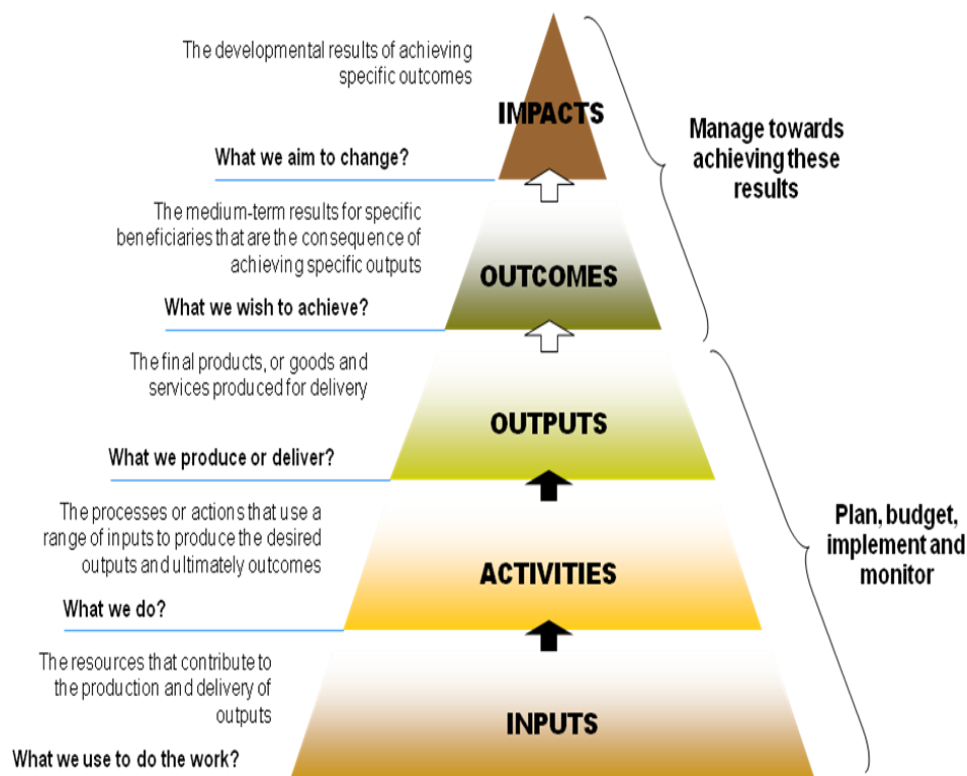 The developmental results of achieving
specific outcomes
IMPACTS
What we aim to change?
Manage towards
achieving these
results
The medium-term results for specific
beneficiaries that are the consequence of
achieving specific outputs
OUTCOMES
What we wish to achieve?
The final products, or goods and
services produced for delivery
OUTPUTS
What we produce or deliver?
The processes or actions that use a
range of inputs to produce the desired
outputs and ultimately outcomes
ACTIVITIES
What we do?
Plan, budget,
implement and
monitor
The resources that contribute to
the production and delivery of
outputs
INPUTS
What we use to do the work?